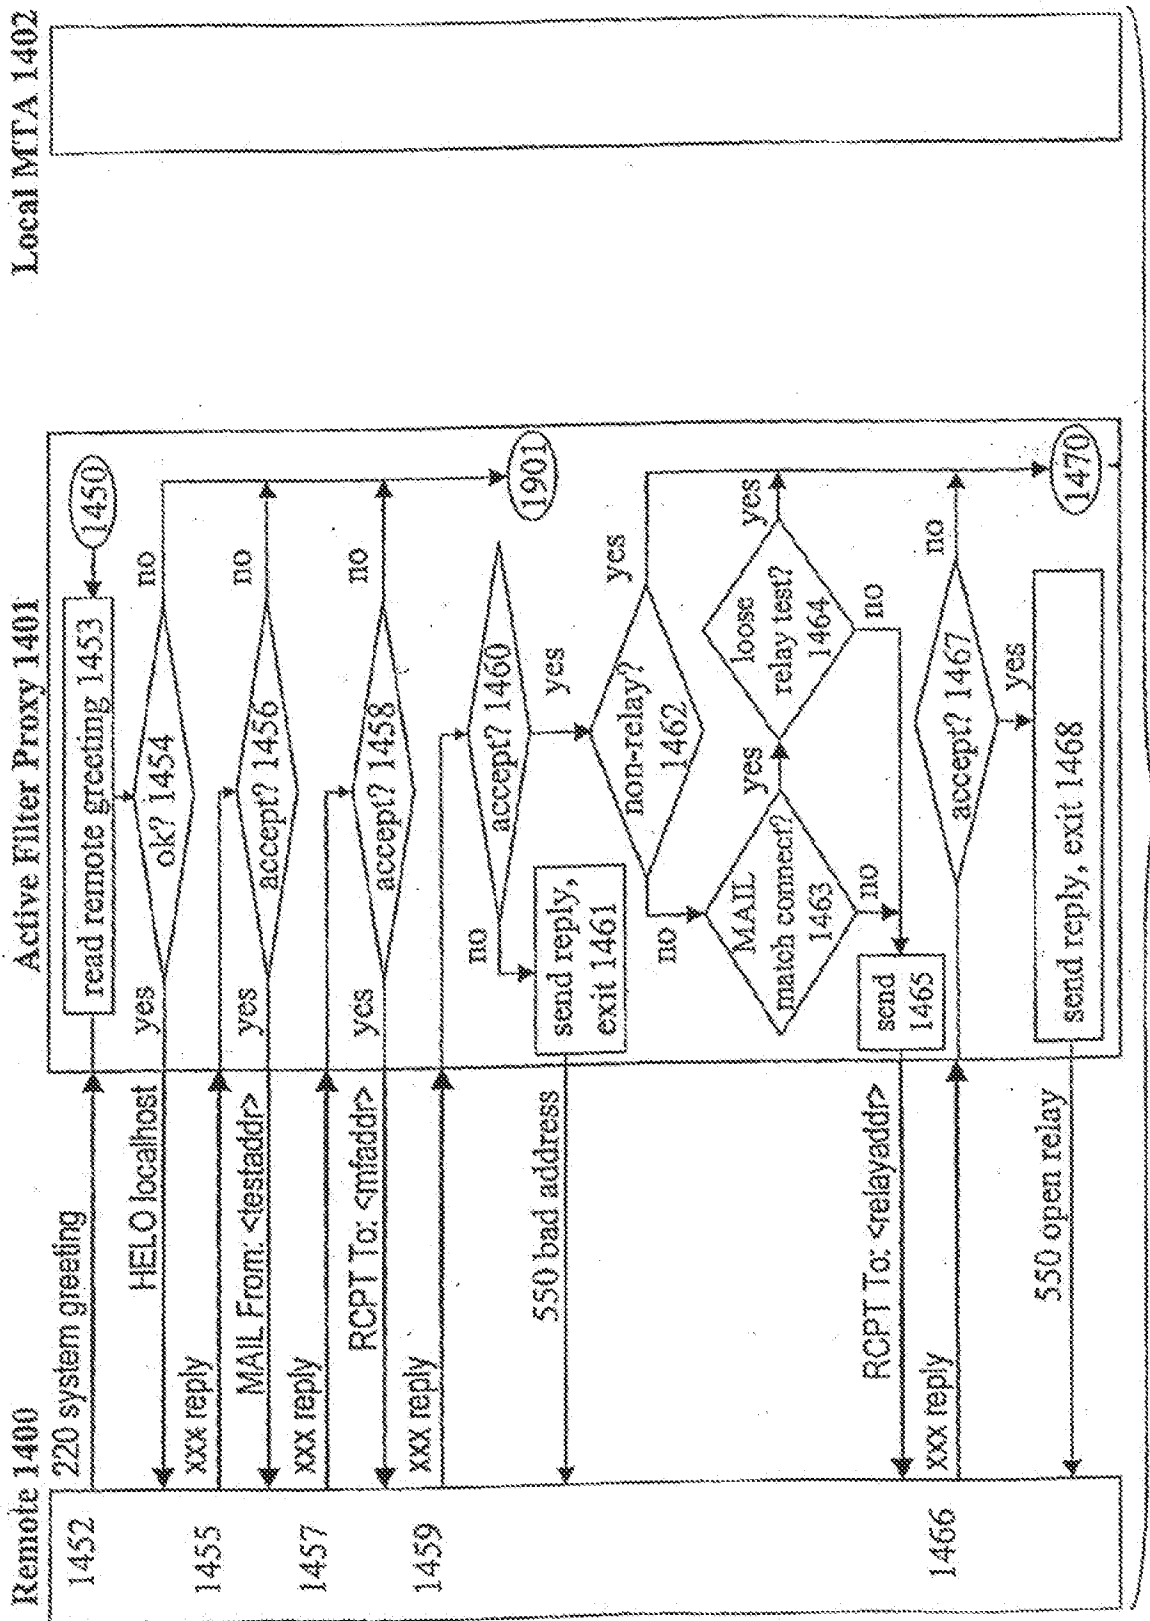 Remote 1400
Active Filter Proxy 1401
Local MTA 1402
1452
220 system greeting
read remote greeting 1453
1450
HELO localhost
yes
ok? 1454
no
1455
xxx reply
MAIL From: <testaddr>
yes
accept? 1456
no
1457
xxx reply
RCPT To: <mfaddr>
yes
accept? 1458
no
1901
1459
xxx reply
accept? 1460
no
yes
550 bad address
send reply,
exit 1461
non-relay?
1462
yes
no
MAIL
match connect?
1463
yes
no
loose
relay test?
1464
yes
no
RCPT To: <relayaddr>
send
1465
1466
xxx reply
accept? 1467
no
yes
1470
550 open relay
send reply, exit 1468